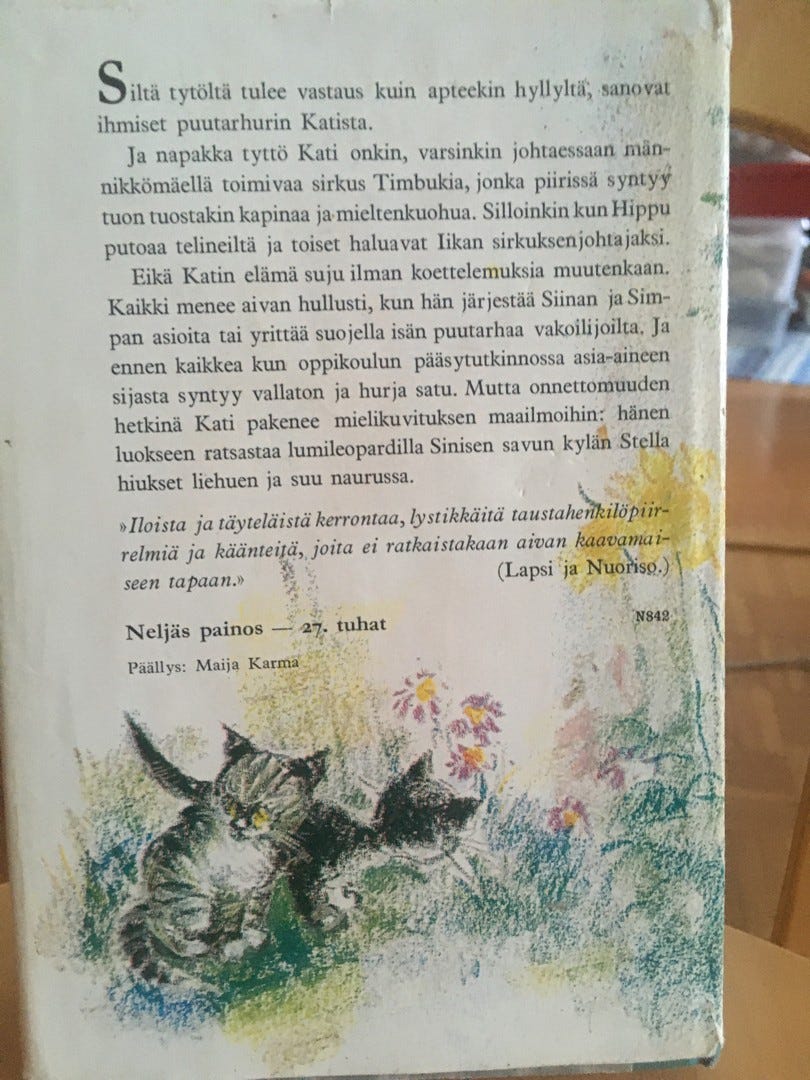 Siltä tytöltä tulee vastaus kuin apteekin hyllyltä, sanovat
ihmiset puutarhurin Katista.
Ja napakka tyttö Kati onkin, varsinkin johtaessaan män-
nikkömäellä toimivaa sirkus Timbukia, jonka piirissä syntyy
tuon tuostakin kapinaa ja mieltenkuohua. Silloinkin kun Hippu
putoaa telineiltä ja toiset haluavat Iikan sirkuksenjohtajaksi.
Eikä Katin elämä suju ilman koettelemuksia muutenkaan.
Kaikki menee aivan hullusti, kun hän järjestää Siinan ja Sim-
pan asioita tai yrittää suojella isän puutarhaa vakoilijoilta. Ja
ennen kaikkea kun oppikoulun pääsytutkinnossa asia-aineen
sijasta syntyy vallaton ja hurja satu. Mutta onnettomuuden
hetkinä Kati pakenee mielikuvituksen maailmoihin: hänen
luokseen ratsastaa lumileopardilla Sinisen savun kylän Stella
hiukset liehuen ja suu naurussa.
»Iloista ja täyteläistä kerrontaa, lystikkäitä taustahenkilöpiir-
relmiä ja käänteitä, joita ei ratkaistakaan aivan kaavamai-
seen tapaan.» (Lapsi ja Nuoriso.)
Neljäs painos — 27. tuhat N842
Päällys: Maija Karma